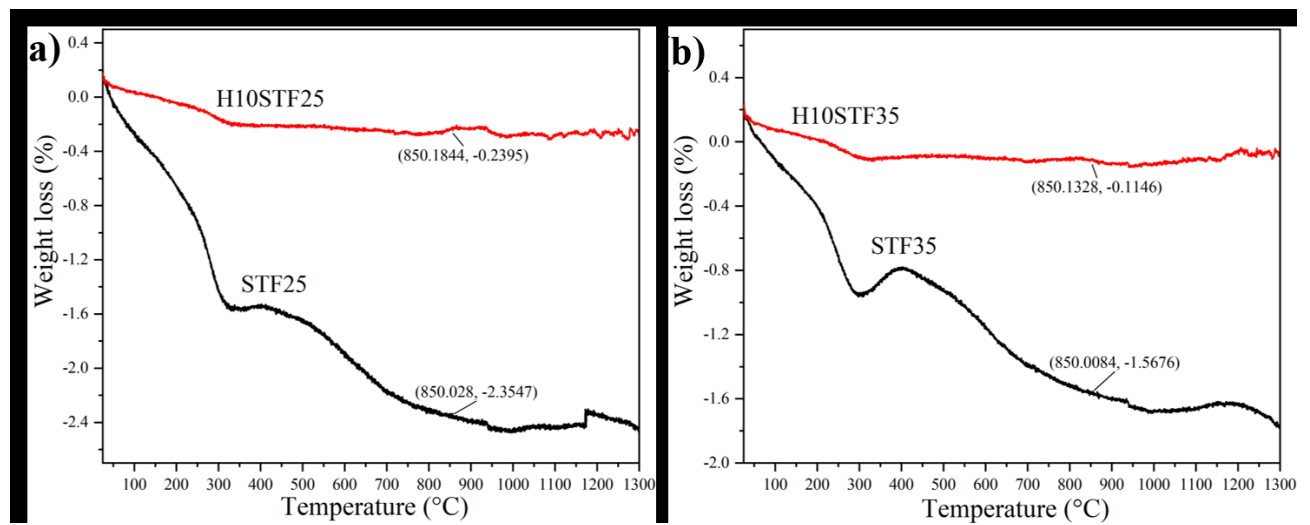 a)
0.4
0.0
-0.4
-0.8
-1.2
-1.6
-2.0
-2.4
Weight loss (%)
H10STF25
(850.1844, -0.2395)
STF25
(850.028, -2.3547)
100 200 300 400 500 600 700 800 900 1000 1100 1200 1300
Temperature (°C)
(b)
0.4
0.0
-0.4
-0.8
-1.2
-1.6
-2.0
Weight loss (%)
H10STF35
(850.1328, -0.1146)
STF35
(850.0084, -1.5676)
100 200 300 400 500 600 700 800 900 1000 1100 1200 1300
Temperature (°C)